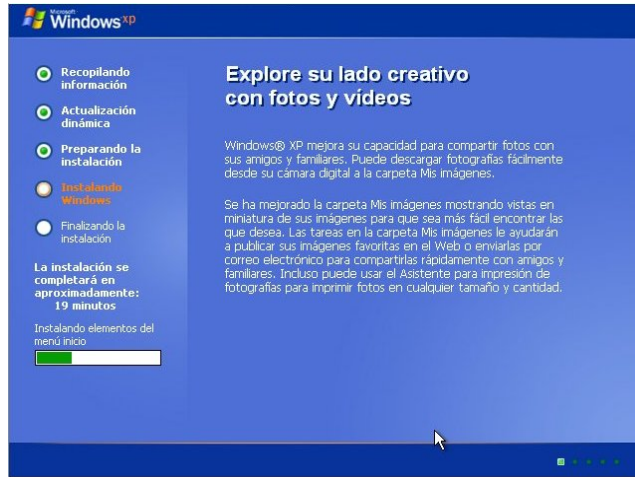 Microsoft
Windows xp
Recopilando
información
Actualización
dinámica
Preparando la
instalación
Instalando
Windows
Finalizando la
instalación
La instalación se
completará en
aproximadamente:
19 minutos
Instalando elementos del
menú inicio
Explore su lado creativo
con fotos y vídeos
Windows® XP mejora su capacidad para compartir fotos con
sus amigos y familiares. Puede descargar fotografías fácilmente
desde su cámara digital a la carpeta Mis imágenes.
Se ha mejorado la carpeta Mis imágenes mostrando vistas en
miniatura de sus imágenes para que sea más fácil encontrar las
que desea. Las tareas en la carpeta Mis imágenes le ayudarán
a publicar sus imágenes favoritas en el Web o enviarlas por
correo electrónico para compartirlas rápidamente con amigos y
familiares. Incluso puede usar el Asistente para impresión de
fotografías para imprimir fotos en cualquier tamaño y cantidad.